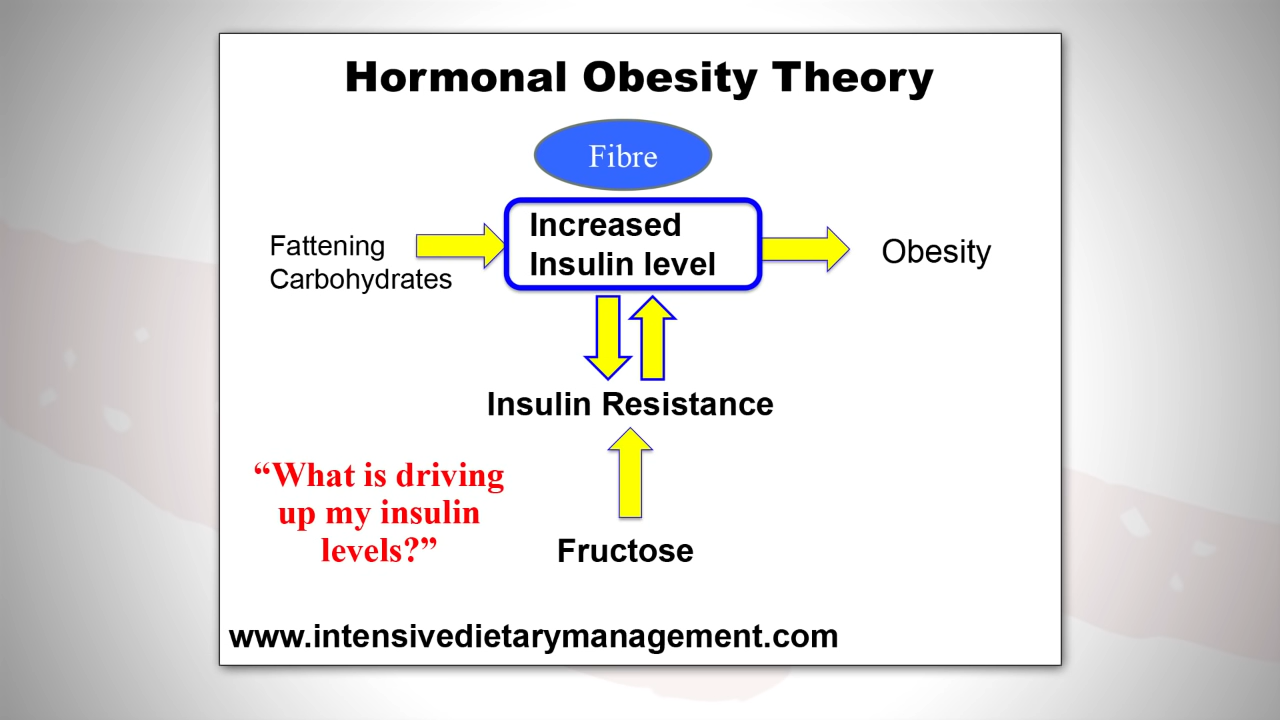 Hormonal Obesity Theory
Fibre
Increased
Insulin level
Fattening
Carbohydrates
Obesity
Insulin Resistance
“What is driving
up my insulin
levels?”
Fructose
www.intensivedietarymanagement.com